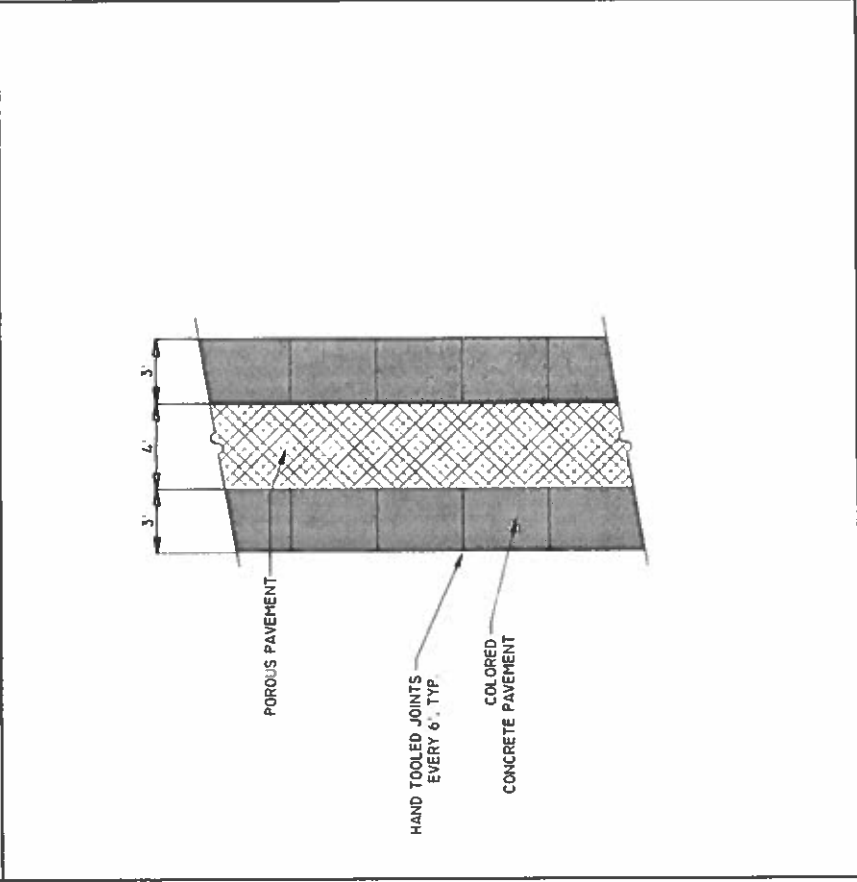 3'
4'
3'
POROUS PAVEMENT
HAND TOOLED JOINTS
EVERY 6', TYP.
COLORED
CONCRETE PAVEMENT